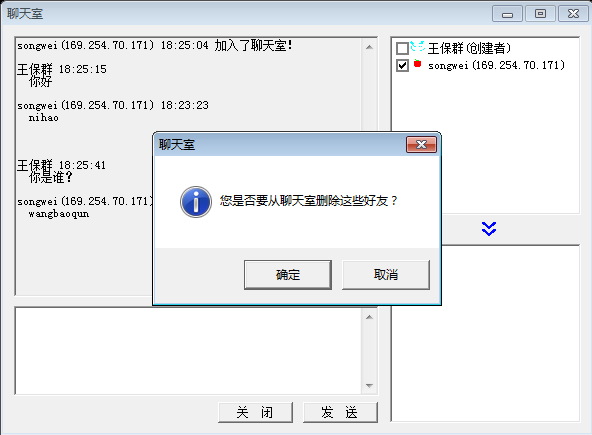 聊天室
songwei(169.254.70.171) 18:25:04 加入了聊天室!
王保群 18:25:15
你好
songwei(169.254.70.171) 18:23:23
nihao
王保群 18:25:41
你是谁?
songwei(169.254.70.171)
wangbaoqun
王保群(创建者)
songwei(169.254.70.171)
聊天室
您是否要从聊天室删除这些好友？
确定
取消
关 闭
发 送